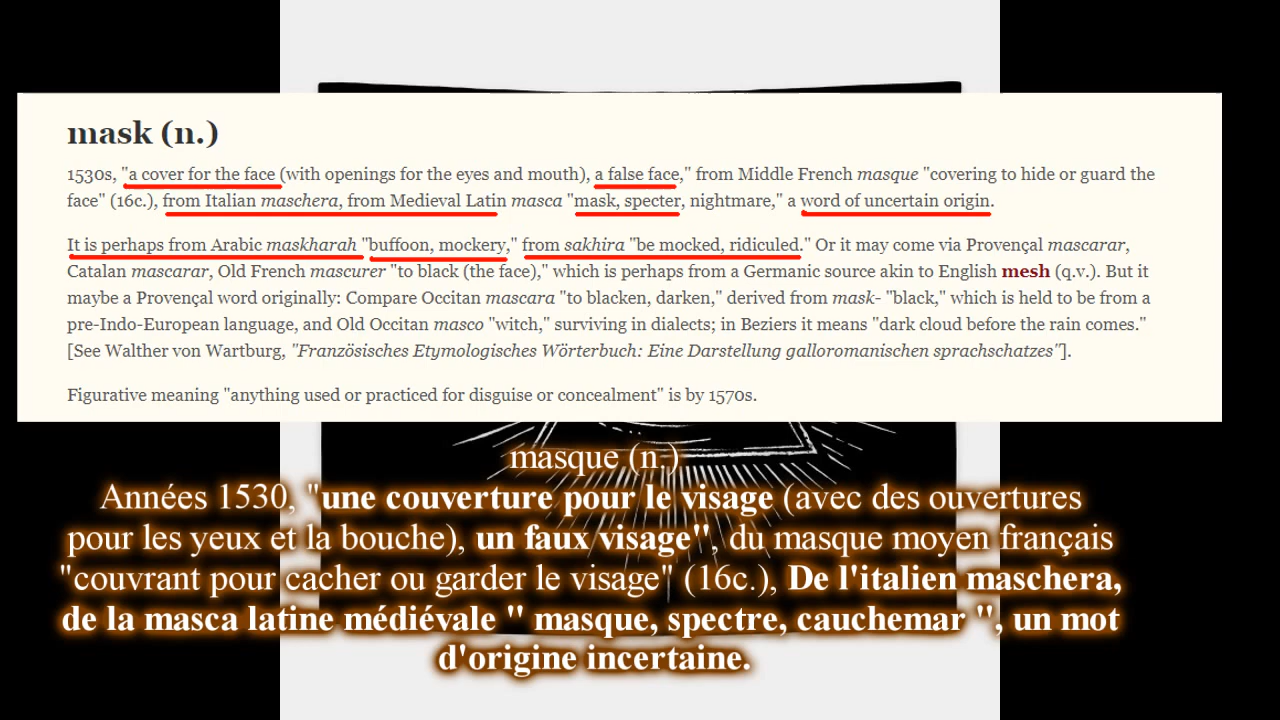 mask (n.)
1530s, "a cover for the face (with openings for the eyes and mouth), a false face," from Middle French masque "covering to hide or guard the
face" (16c.), from Italian maschera, from Medieval Latin masca "mask, specter, nightmare," a word of uncertain origin.
It is perhaps from Arabic maskharah "buffoon, mockery," from sakhira "be mocked, ridiculed." Or it may come via Provençal mascarar,
Catalan mascarar, Old French mascurer "to black (the face)," which is perhaps from a Germanic source akin to English mesh (q.v.). But it
maybe a Provençal word originally: Compare Occitan mascara "to blacken, darken," derived from mask- "black," which is held to be from a
pre-Indo-European language, and Old Occitan masco "witch," surviving in dialects; in Beziers it means "dark cloud before the rain comes."
[See Walther von Wartburg, "Französisches Etymologisches Wörterbuch: Eine Darstellung galloromanischen sprachschatzes"].
Figurative meaning "anything used or practiced for disguise or concealment" is by 1570s.
masque (n.)
Années 1530, "une couverture pour le visage (avec des ouvertures
pour les yeux et la bouche), un faux visage", du masque moyen français
"couvrant pour cacher ou garder le visage" (16c.), De l'italien maschera,
de la masca latine médiévale " masque, spectre, cauchemar ", un mot
d'origine incertaine.